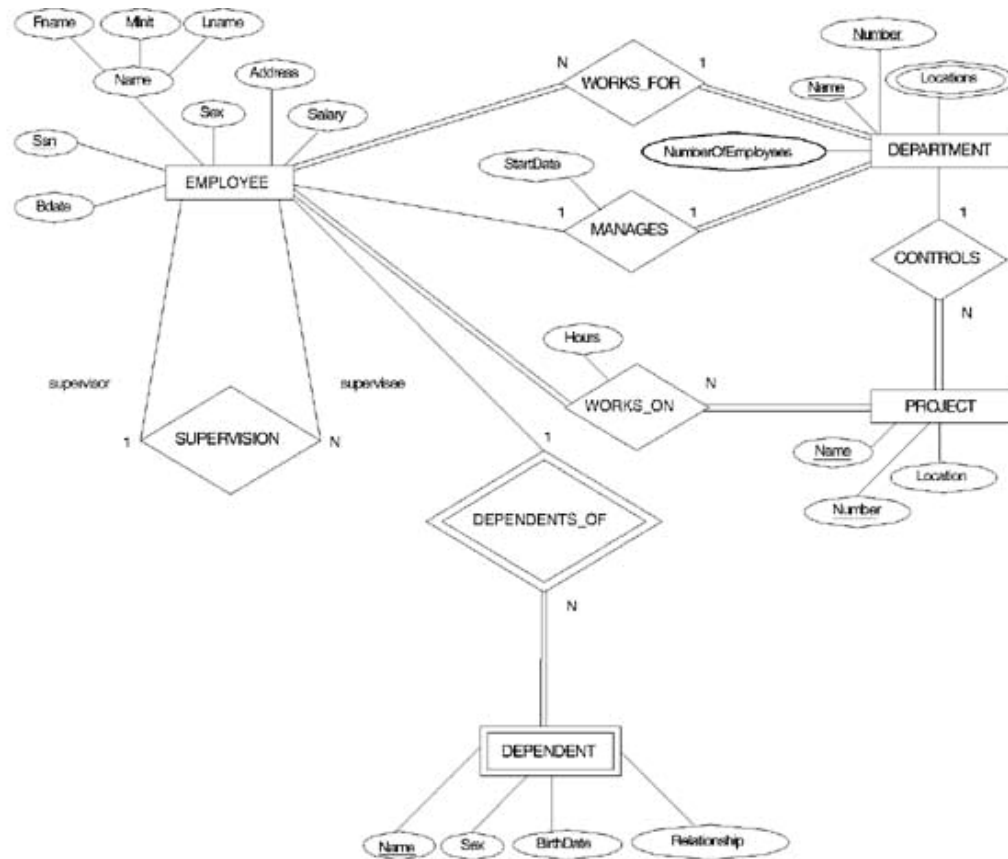 Fname
Minit
Lname
Number
Name
Address
N
1
WORKS_FOR
Locations
Sex
Salary
Name
Ssn
StartDate
NumberOfEmployees
DEPARTMENT
EMPLOYEE
Bdate
1
1
1
MANAGES
CONTROLS
N
Hours
supervisor
supervisee
N
WORKS_ON
PROJECT
1
SUPERVISION
N
1
Name
Location
Number
DEPENDENTS_OF
N
DEPENDENT
Name
Sex
BirthDate
Relationship